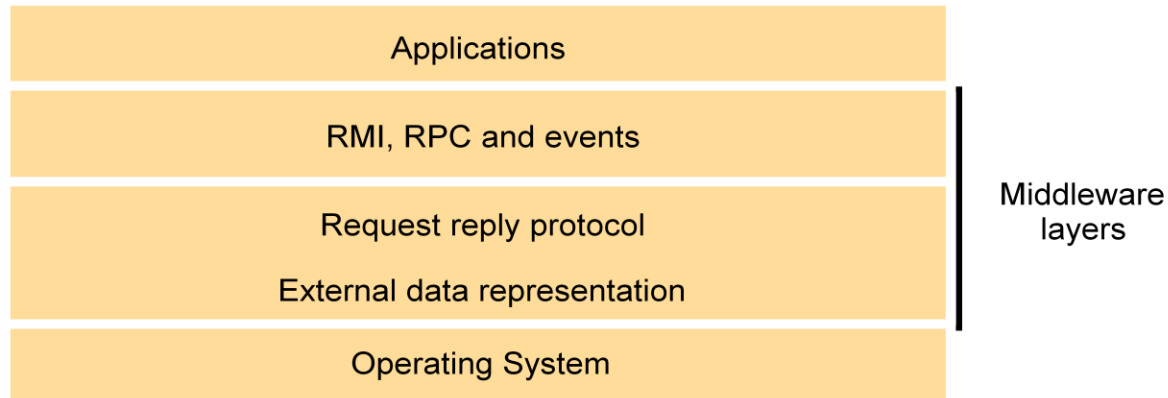 Applications
RMI, RPC and events
Request reply protocol
External data representation
Operating System
Middleware
layers